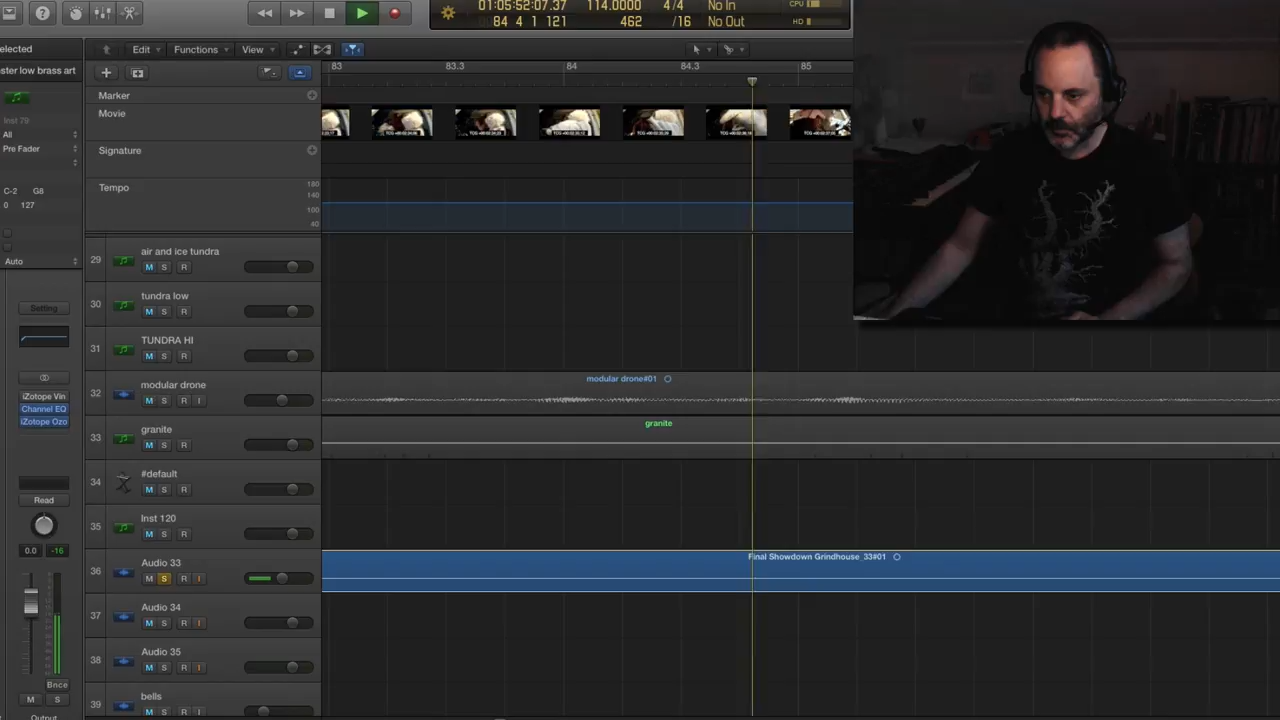 01:05:52:07.37 114.0000 4/4 No In CPU
84 4 1 121 462 /16 No Out HD
elected
Edit Functions View
ster low brass art
83 83.3 84 84.3 85
Marker
Movie
Inst 79
All
Pre Fader
Signature
C-2 G8
0 127
Tempo
180
140
100
40
Auto
29 air and ice tundra
M S R
30 tundra low
M S R
Setting
31 TUNDRA HI
M S R
32 modular drone
M S R I
modular drone#01
iZotope Vin
Channel EQ
iZotope Ozo
33 granite
M S R
granite
34 #default
M S R
Read
35 Inst 120
M S R
0.0 -16
36 Audio 33
M S R I
Final Showdown Grindhouse_33#01
37 Audio 34
M S R I
38 Audio 35
M S R I
Bnce
M S
39 bells
M S R I
Output